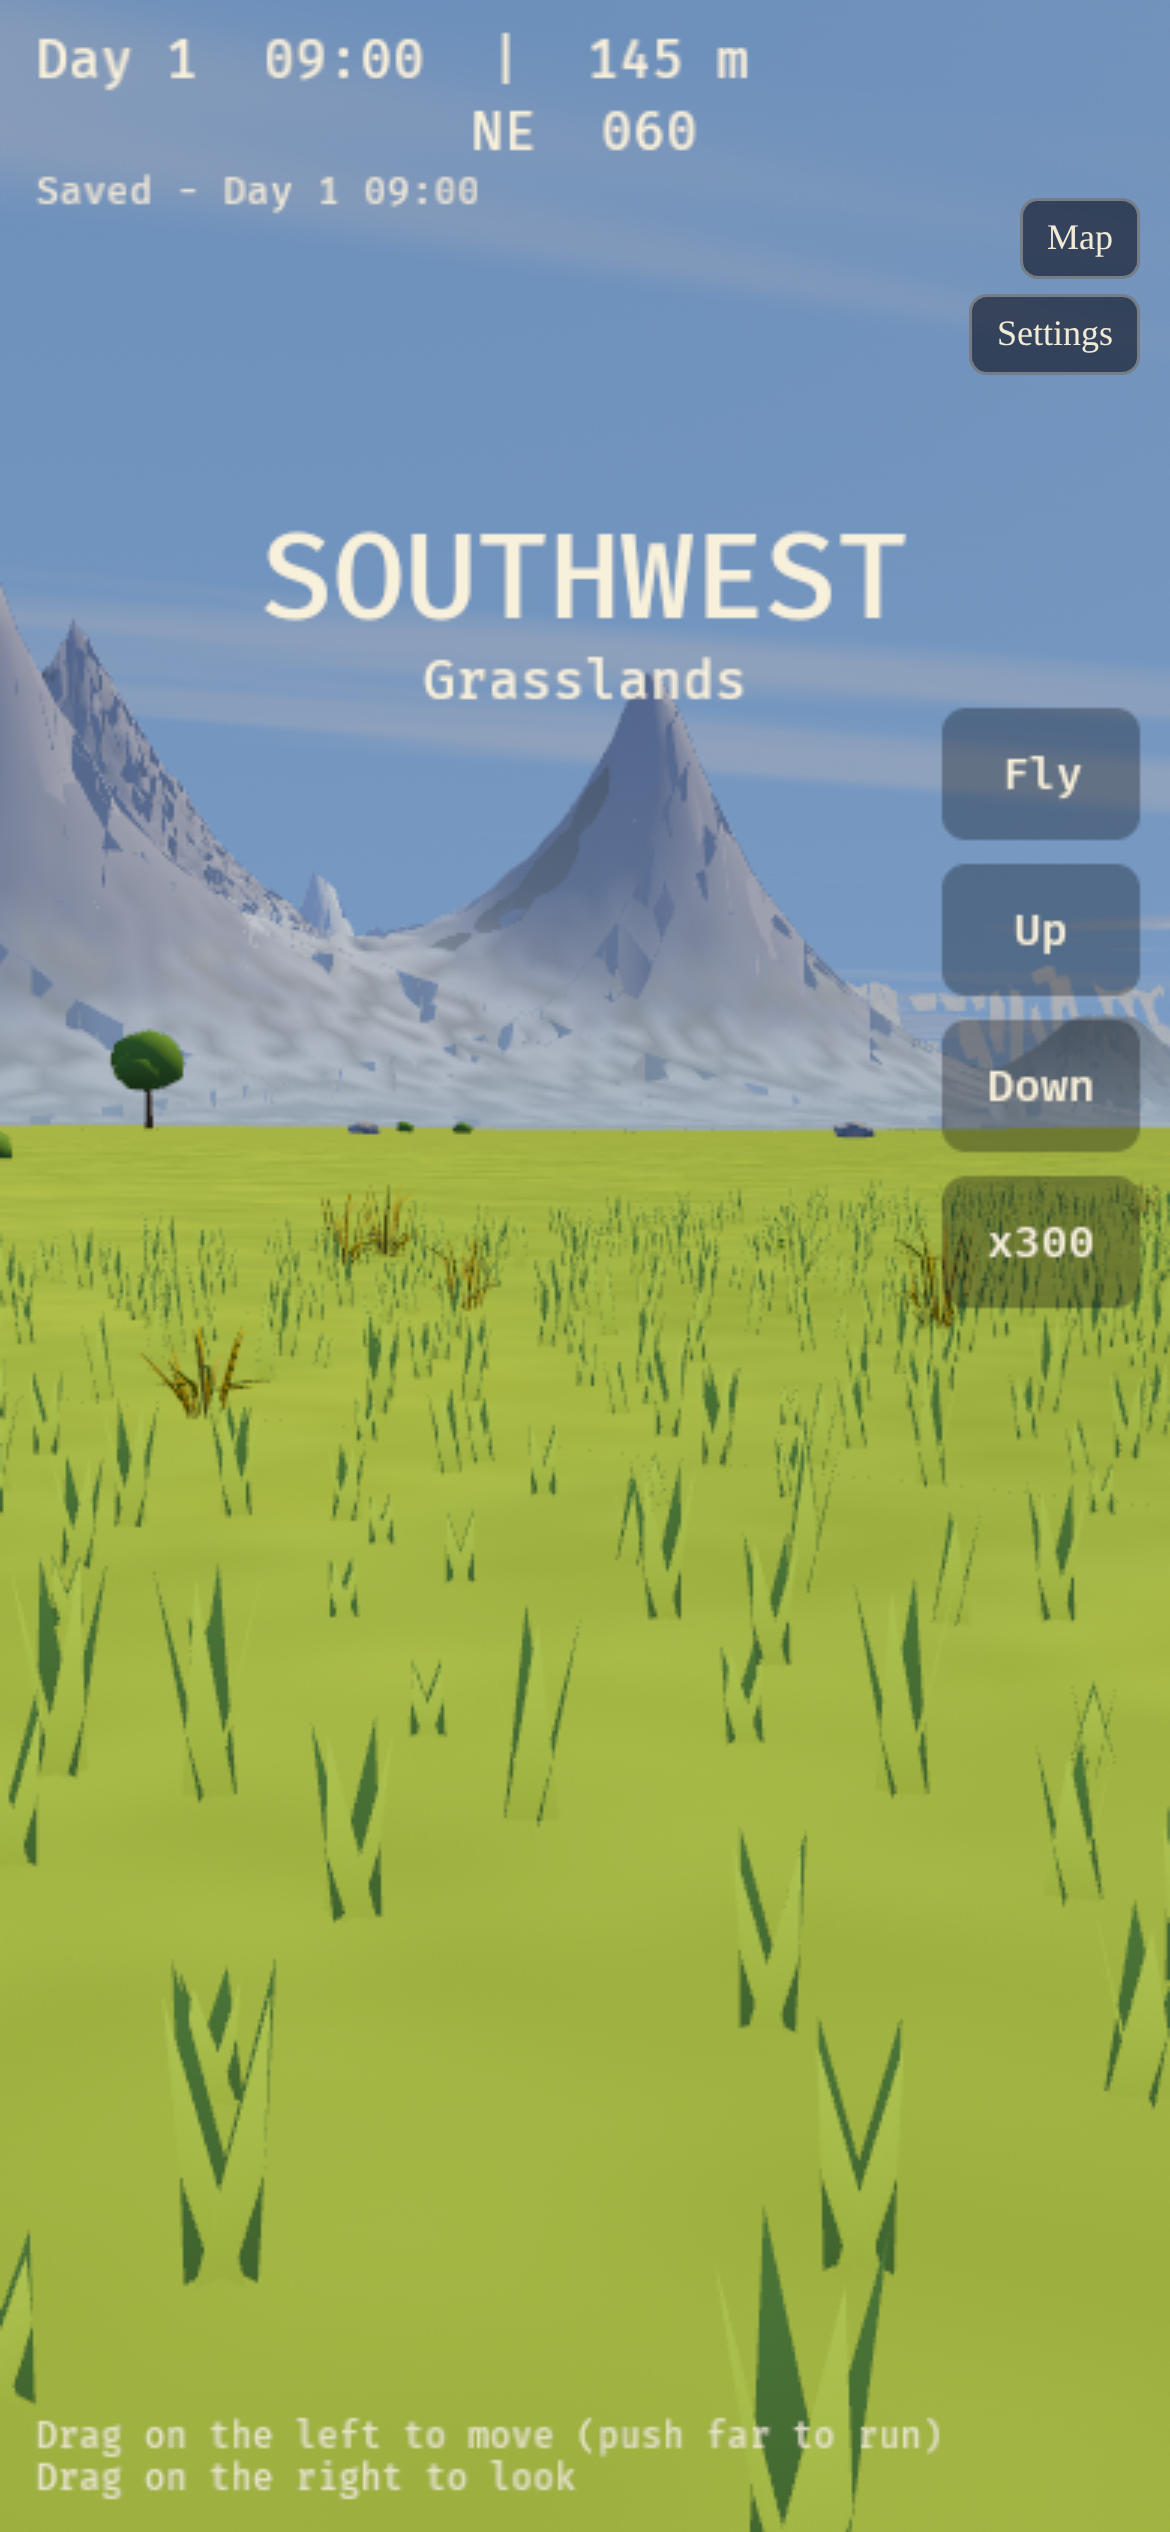 Day 1  09:00  |  145 m
NE  060
Saved - Day 1 09:00
Map
Settings
SOUTHWEST
Grasslands
Fly
Up
Down
x300
Drag on the left to move (push far to run)
Drag on the right to look